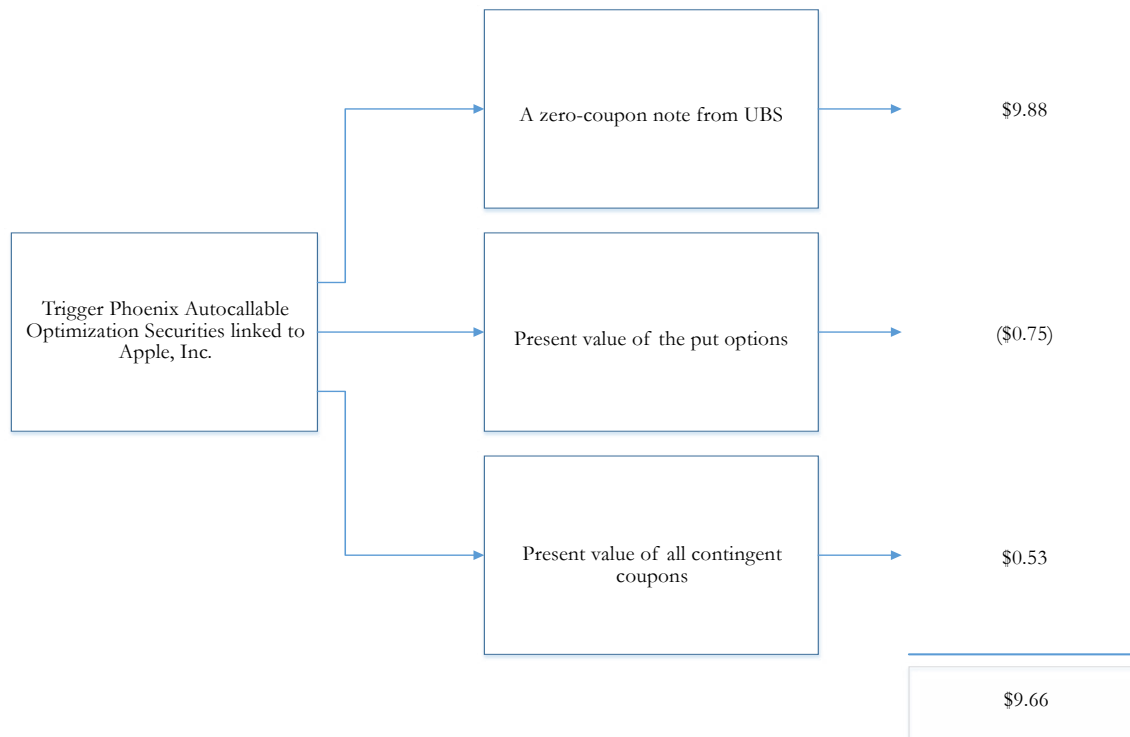 A zero-coupon note from UBS
$9.88
Trigger Phoenix Autocallable
Optimization Securities linked to
Apple, Inc.
Present value of the put options
($0.75)
Present value of all contingent
coupons
$0.53
$9.66